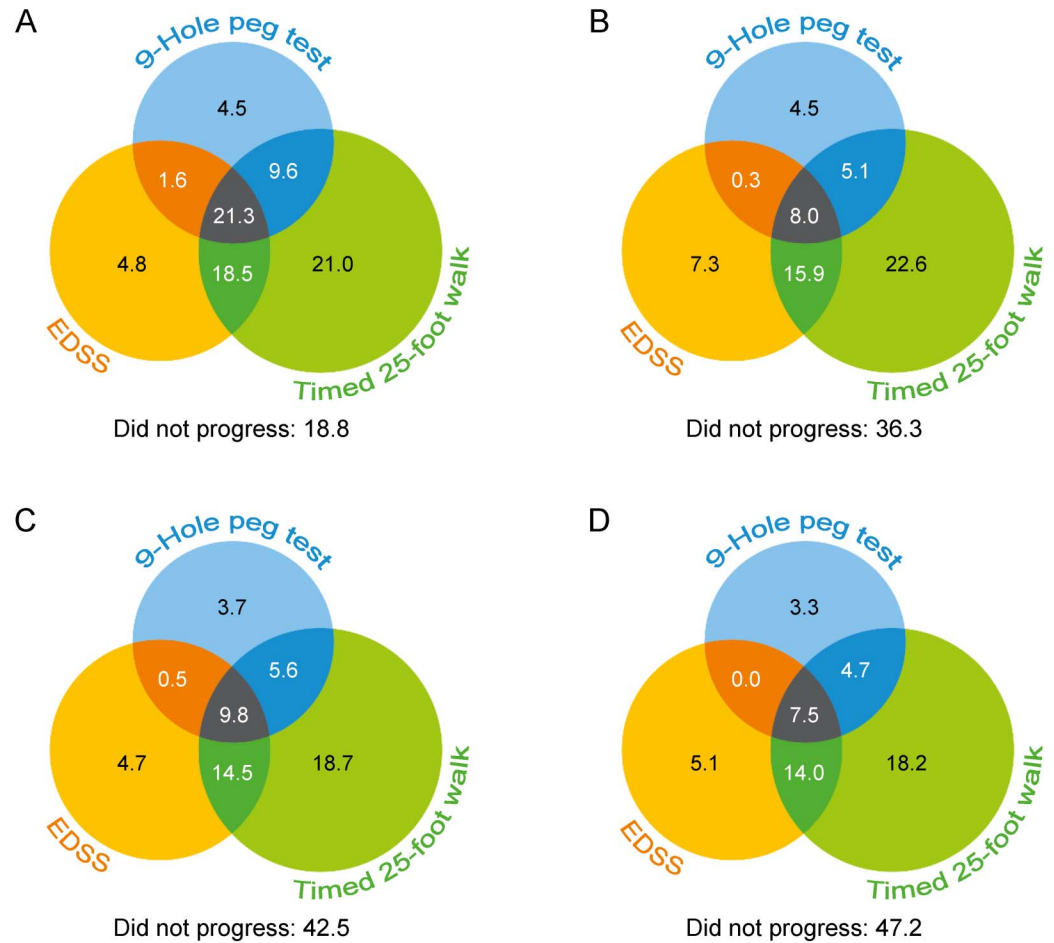 A
9-Hole peg test
4.5
1.6
9.6
21.3
4.8
18.5
21.0
EDSS
Timed 25-foot walk
Did not progress: 18.8
B
9-Hole peg test
4.5
0.3
5.1
8.0
7.3
15.9
22.6
EDSS
Timed 25-foot walk
Did not progress: 36.3
C
9-Hole peg test
3.7
0.5
5.6
9.8
4.7
14.5
18.7
EDSS
Timed 25-foot walk
Did not progress: 42.5
D
9-Hole peg test
3.3
0.0
4.7
7.5
5.1
14.0
18.2
EDSS
Timed 25-foot walk
Did not progress: 47.2